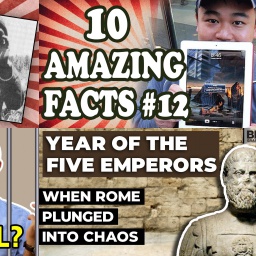 10
AMAZING
FACTS #12
YEAR OF THE
FIVE EMPERORS
WHEN ROME
PLUNGED
INTO CHAOS
L?